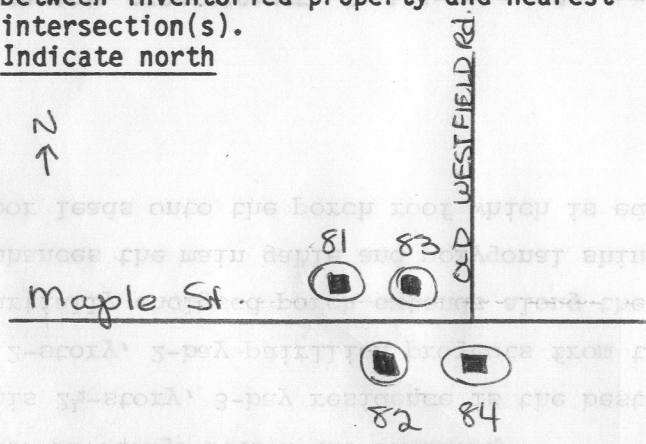 between inventoried property and nearest
intersection(s).
Indicate north
N
OLD WESTFIELD Rd.
81 83
Maple St.
82 84